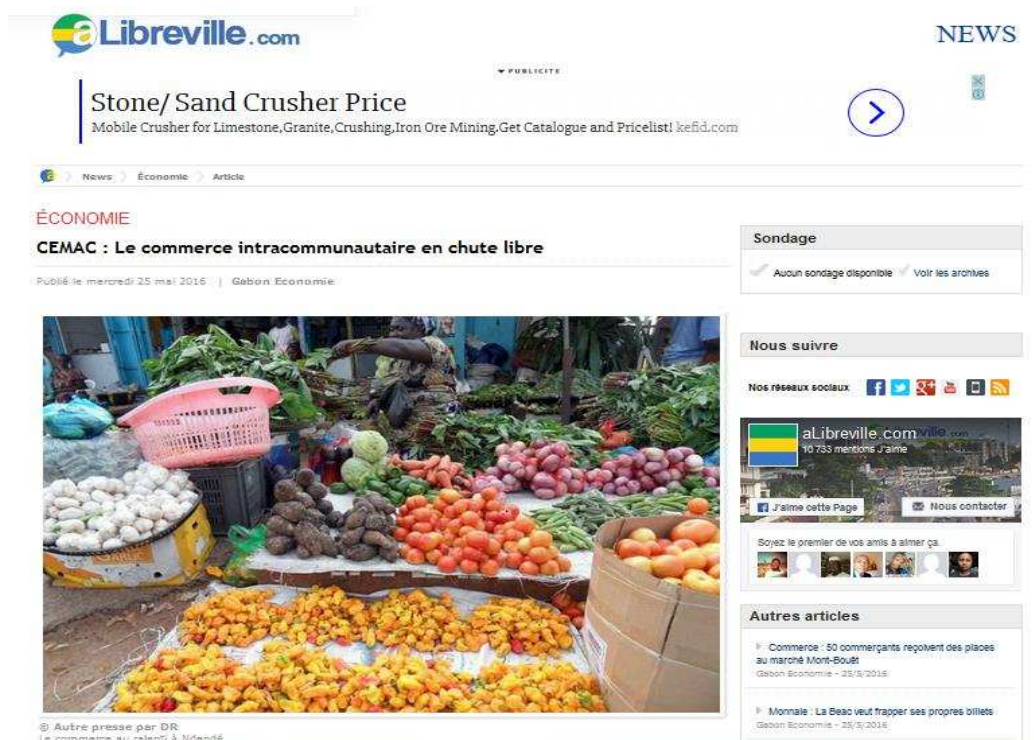 aLibreville.com
NEWS
PUBLICITE
Stone/ Sand Crusher Price
Mobile Crusher for Limestone,Granite,Crushing,Iron Ore Mining.Get Catalogue and Pricelist! kefid.com
News Économie Article
ÉCONOMIE
CEMAC : Le commerce intracommunautaire en chute libre
Publié le mercredi 25 mai 2016 | Gabon Economie
© Autre presse par DR
Le commerce au ralenti à Ndendé
Sondage
Aucun sondage disponible Voir les archives
Nous suivre
Nos réseaux sociaux
aLibreville.com
10 733 mentions J'aime
J'aime cette Page Nous contacter
Soyez le premier de vos amis à aimer ça.
Autres articles
Commerce : 50 commerçants reçoivent des places
au marché Mont-Bouët
Gabon Economie - 25/5/2016
Monnaie : La Beac veut frapper ses propres billets
Gabon Economie - 25/5/2016